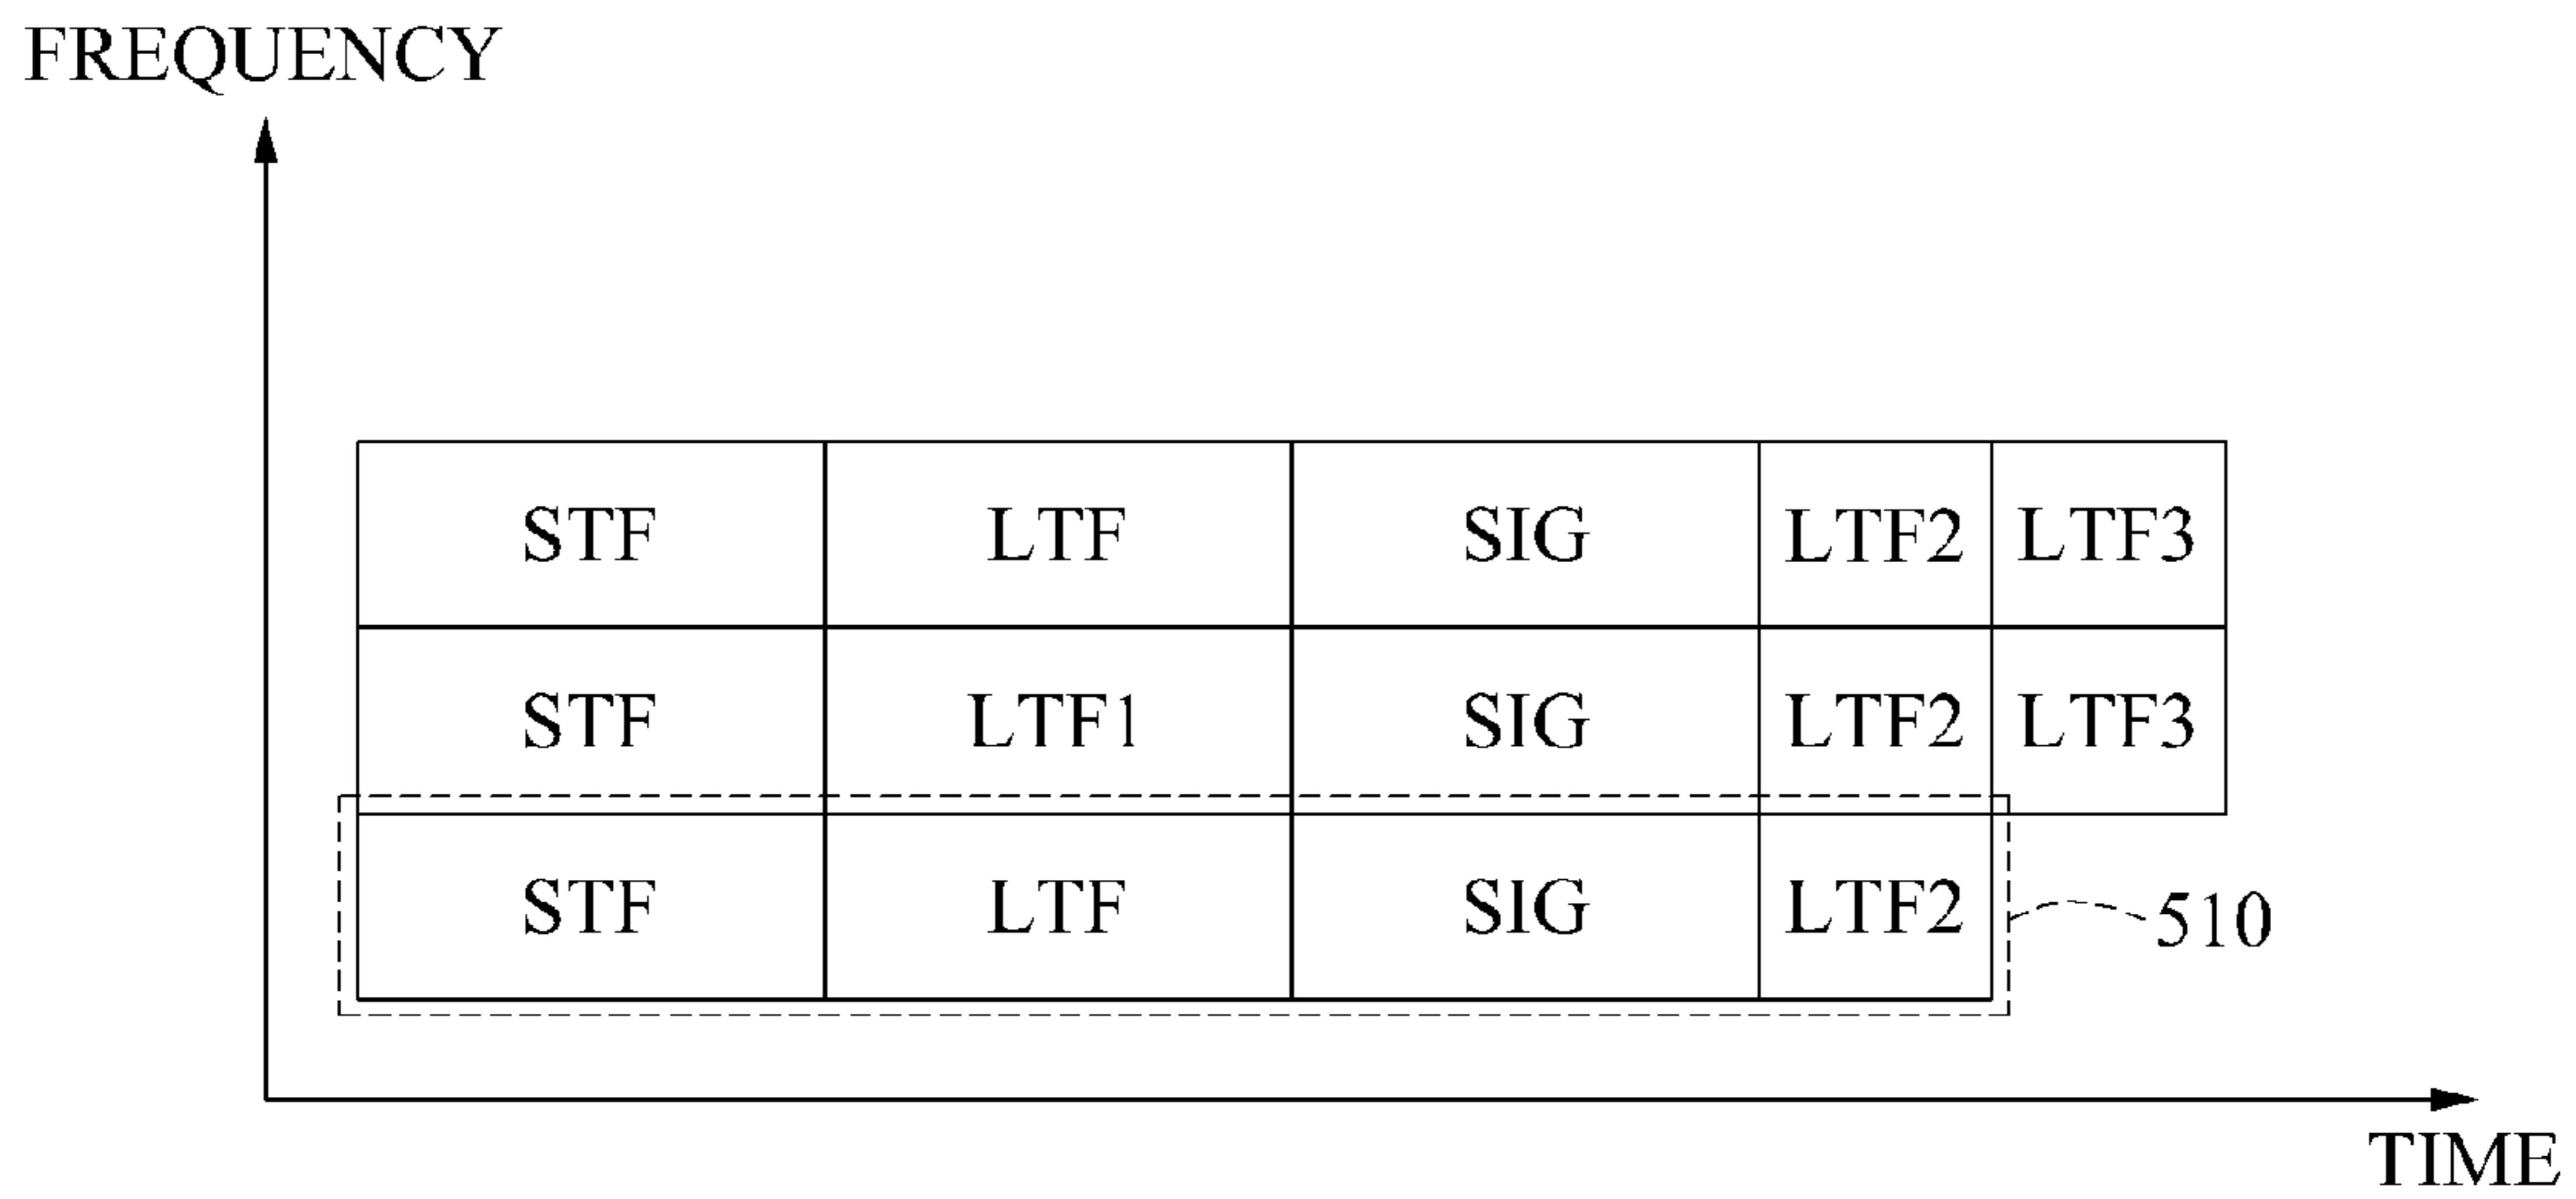 FREQUENCY
STF LTF SIG LTF2 LTF3
STF LTF1 SIG LTF2 LTF3
STF LTF SIG LTF2
510
TIME